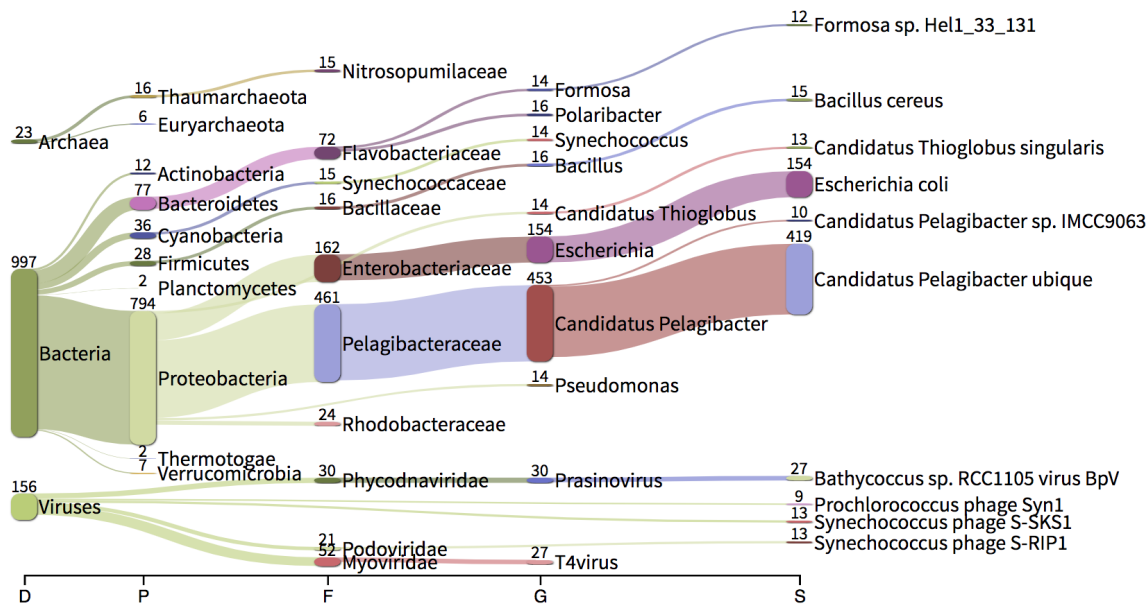 12
Formosa sp. Hel1_33_131
15
Nitrosopumilaceae
16
Thaumarchaeota
14
Formosa
15
Bacillus cereus
6
Euryarchaeota
16
Polaribacter
23
Archaea
72
Flavobacteriaceae
14
Synechococcus
13
Candidatus Thioglobus singularis
12
Actinobacteria
16
Bacillus
154
Escherichia coli
77
Bacteroidetes
15
Synechococcaceae
16
Bacillaceae
14
Candidatus Thioglobus
10
Candidatus Pelagibacter sp. IMCC9063
36
Cyanobacteria
154
Escherichia
419
Candidatus Pelagibacter ubique
28
Firmicutes
162
Enterobacteriaceae
997
Bacteria
2
Planctomycetes
453
Candidatus Pelagibacter
794
Proteobacteria
461
Pelagibacteraceae
14
Pseudomonas
24
Rhodobacteraceae
2
Thermotogae
7
Verrucomicrobia
156
Viruses
30
Phycodnaviridae
30
Prasinovirus
27
Bathycoccus sp. RCC1105 virus BpV
9
Prochlorococcus phage Syn1
13
Synechococcus phage S-SKS1
21
Podoviridae
13
Synechococcus phage S-RIP1
52
Myoviridae
27
T4virus
D P F G S